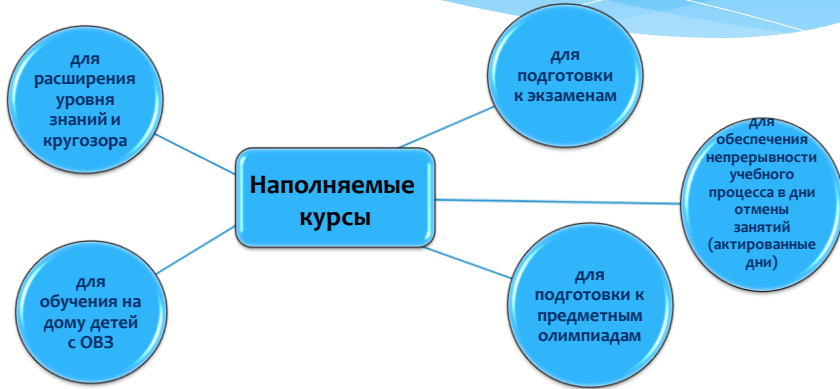 для
расширения
уровня
знаний и
кругозора
для
подготовки
к экзаменам
Наполняемые
курсы
для
обеспечения
непрерывности
учебного
процесса в дни
отмены
занятий
(актированные
дни)
для
обучения на
дому детей
с ОВЗ
для
подготовки к
предметным
олимпиадам